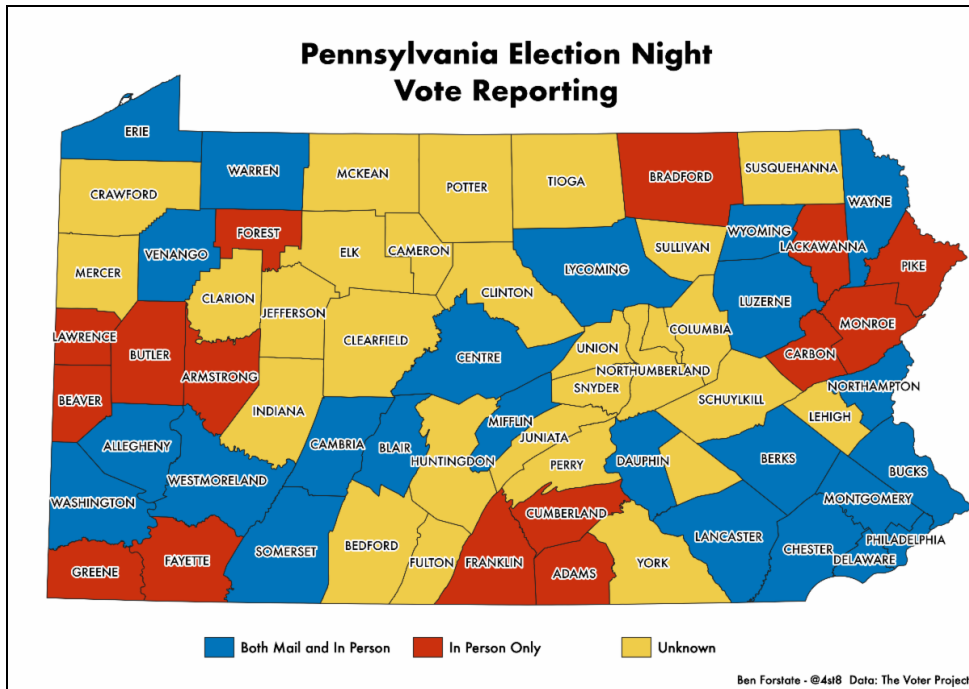 Pennsylvania Election Night
Vote Reporting
ERIE
WARREN
MCKEAN
POTTER
TIOGA
BRADFORD
SUSQUEHANNA
CRAWFORD
WAYNE
FOREST
WYOMING
VENANGO
ELK
CAMERON
SULLIVAN
LACKAWANNA
MERCER
LYCOMING
PIKE
CLARION
CLINTON
LUZERNE
JEFFERSON
MONROE
LAWRENCE
CLEARFIELD
COLUMBIA
BUTLER
UNION
CARBON
CENTRE
ARMSTRONG
NORTHUMBERLAND
BEAVER
SNYDER
NORTHAMPTON
SCHUYLKILL
INDIANA
LEHIGH
MIFFLIN
ALLEGHENY
CAMBRIA
BLAIR
JUNIATA
HUNTINGDON
PERRY
DAUPHIN
BERKS
BUCKS
WESTMORELAND
MONTGOMERY
WASHINGTON
CUMBERLAND
LANCASTER
PHILADELPHIA
SOMERSET
BEDFORD
CHESTER
DELAWARE
FAYETTE
FULTON
FRANKLIN
YORK
GREENE
ADAMS
Both Mail and In Person
In Person Only
Unknown
Ben Forstate - @4st8 Data: The Voter Project